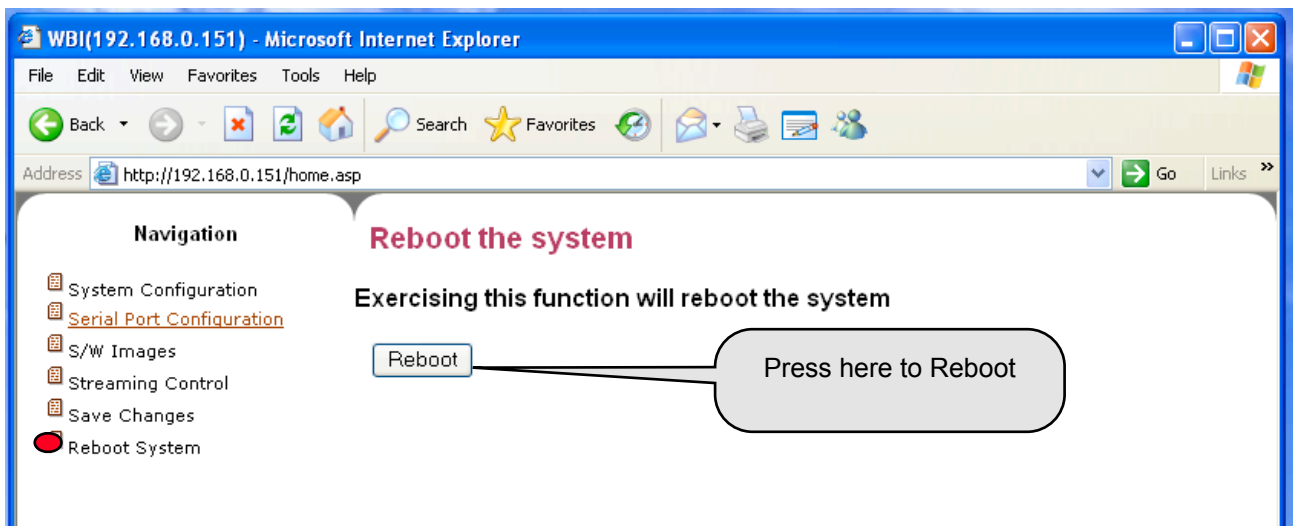 WBI(192.168.0.151) - Microsoft Internet Explorer
File Edit View Favorites Tools Help
Back Search Favorites
Address http://192.168.0.151/home.asp Go Links »
Navigation
System Configuration
Serial Port Configuration
S/W Images
Streaming Control
Save Changes
Reboot System
Reboot the system
Exercising this function will reboot the system
Reboot
Press here to Reboot